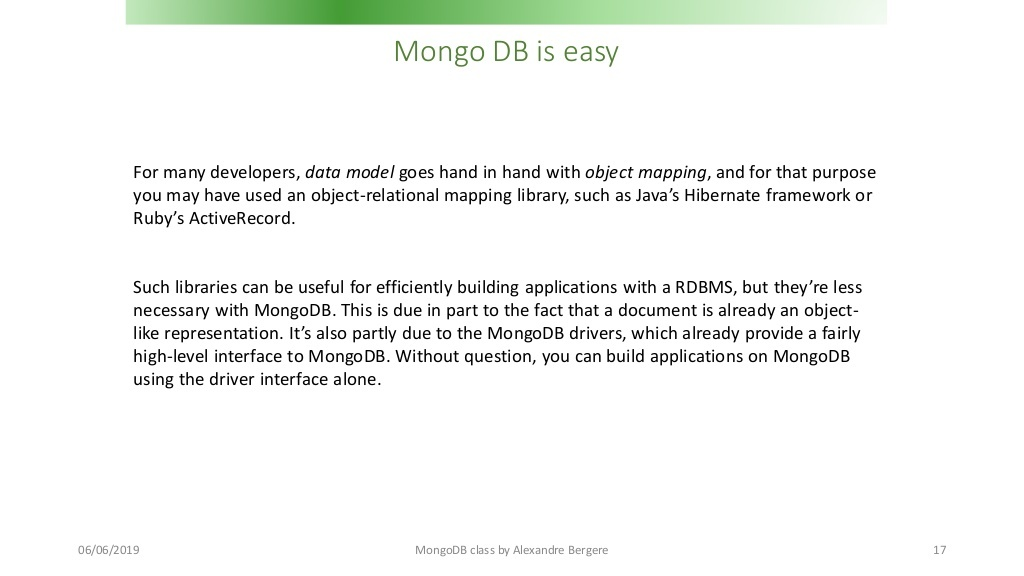 Mongo DB is easy
For many developers, data model goes hand in hand with object mapping, and for that purpose
you may have used an object-relational mapping library, such as Java’s Hibernate framework or
Ruby’s ActiveRecord.
Such libraries can be useful for efficiently building applications with a RDBMS, but they’re less
necessary with MongoDB. This is due in part to the fact that a document is already an object-
like representation. It’s also partly due to the MongoDB drivers, which already provide a fairly
high-level interface to MongoDB. Without question, you can build applications on MongoDB
using the driver interface alone.
06/06/2019
MongoDB class by Alexandre Bergere
17